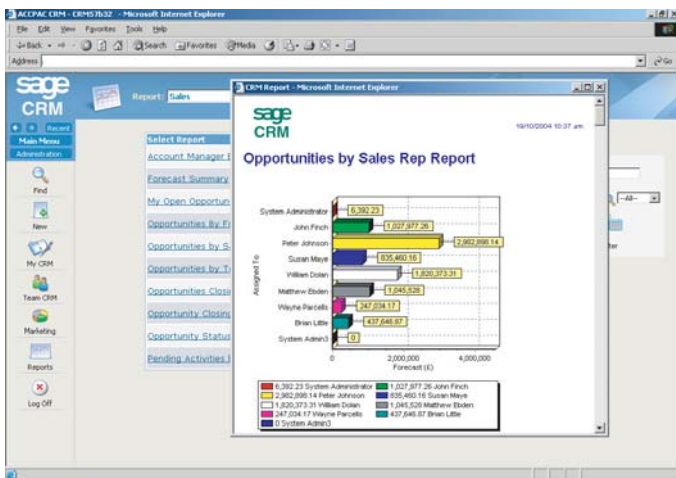 ACCPAC CRM - CRM57b32 - Microsoft Internet Explorer
File Edit View Favorites Tools Help
Back Search Favorites Media
Address Go
sage
CRM
Report: Sales
Recent
Main Menu
Administration
Find
New
My CRM
Team CRM
Marketing
Reports
Log Off
Select Report
Account Manager
Forecast Summary
My Open Opportun
Opportunities By
Opportunities by S
Opportunities by T
Opportunities Closi
Opportunity Closing
Opportunity Status
Pending Activities
--All--
CRM Report - Microsoft Internet Explorer
sage
CRM
19/10/2004 10:37 am
Opportunities by Sales Rep Report
Assigned To
System Administrator 6,392.23
John Finch 1,027,977.26
Peter Johnson 2,982,898.14
Susan Maye 835,460.16
William Dolan 1,820,373.31
Matthew Ebden 1,045,528
Wayne Parcells 247,034.17
Brian Little 437,646.87
System Admin3 0
0 2,000,000 4,000,000
Forecast (£)
6,392.23 System Administrator 1,027,977.26 John Finch
2,982,898.14 Peter Johnson 835,460.16 Susan Maye
1,820,373.31 William Dolan 1,045,528 Matthew Ebden
247,034.17 Wayne Parcells 437,646.87 Brian Little
0 System Admin3